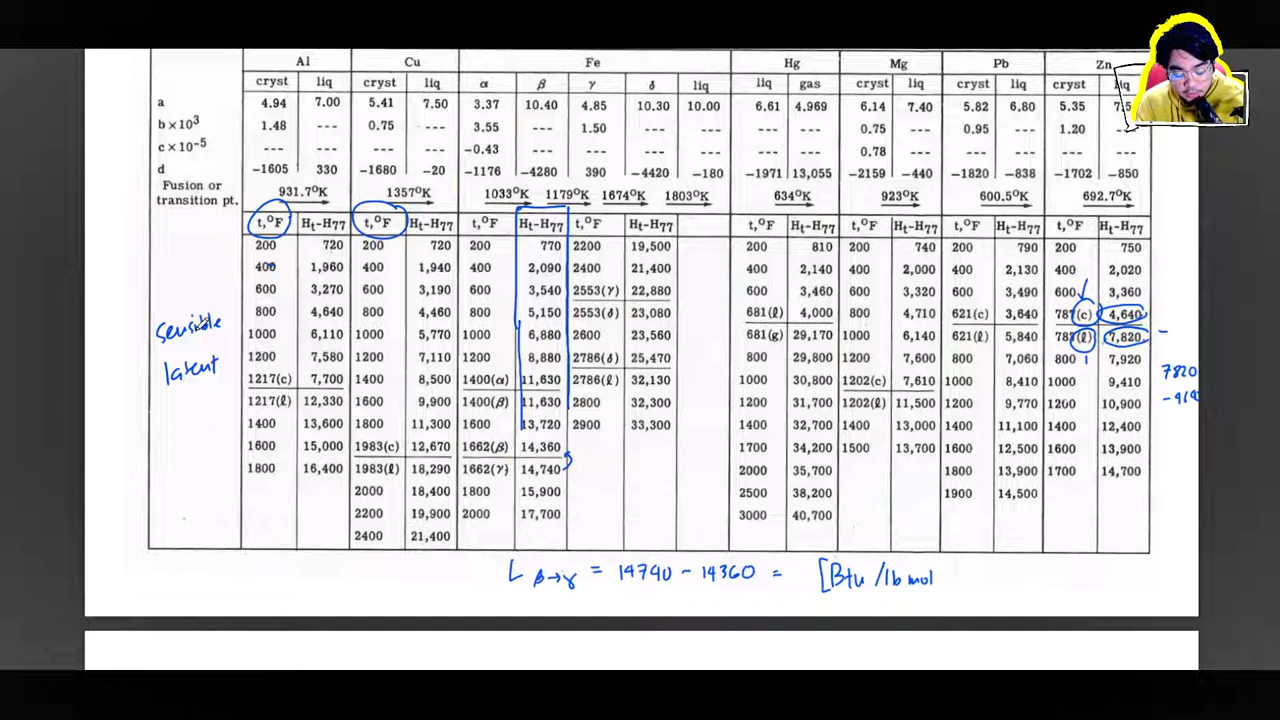 Al Cu Fe Hg Mg Pb Zn
cryst liq cryst liq α β γ δ liq liq gas cryst liq cryst liq cryst liq
a 4.94 7.00 5.41 7.50 3.37 10.40 4.85 10.30 10.00 6.61 4.969 6.14 7.40 5.82 6.80 5.35
b×10³ 1.48 --- 0.75 --- 3.55 --- 1.50 --- --- --- --- 0.75 --- 0.95 --- 1.20
c×10⁻⁵ --- --- --- --- -0.43 --- --- --- --- --- --- 0.78 --- --- --- --- ---
d -1605 330 -1680 -20 -1176 -4280 390 -4420 -180 -1971 13,055 -2159 -440 -1820 -838 -1702 -850
Fusion or
transition pt. 931.7°K 1357°K 1033°K 1179°K 1674°K 1803°K 634°K 923°K 600.5°K 692.7°K
t,°F Ht-H77 t,°F Ht-H77 t,°F Ht-H77 t,°F Ht-H77 t,°F Ht-H77 t,°F Ht-H77 t,°F Ht-H77 t,°F Ht-H77
200 720 200 720 200 770 2200 19,500 200 810 200 740 200 790 200 750
400 1,960 400 1,940 400 2,090 2400 21,400 400 2,140 400 2,000 400 2,130 400 2,020
600 3,270 600 3,190 600 3,540 2553(γ) 22,880 600 3,460 600 3,320 600 3,490 600 3,360
800 4,640 800 4,460 800 5,150 2553(δ) 23,080 681(ℓ) 4,000 800 4,710 621(c) 3,640 787(c) 4,640
sensible
1000 6,110 1000 5,770 1000 6,880 2600 23,560 681(g) 29,170 1000 6,140 621(ℓ) 5,840 787(ℓ) 7,820
1200 7,580 1200 7,110 1200 8,880 2786(δ) 25,470 800 29,800 1200 7,600 800 7,060 800 7,920
latent
7820
1217(c) 7,700 1400 8,500 1400(α) 11,630 2786(ℓ) 32,130 1000 30,800 1202(c) 7,610 1000 8,410 1000 9,410
1217(ℓ) 12,330 1600 9,900 1400(β) 11,630 2800 32,300 1200 31,700 1202(ℓ) 11,500 1200 9,770 1200 10,900
1400 13,600 1800 11,300 1600 13,720 2900 33,300 1400 32,700 1400 13,000 1400 11,100 1400 12,400
1600 15,000 1983(c) 12,670 1662(β) 14,360 1700 34,200 1500 13,700 1600 12,500 1600 13,900
1800 16,400 1983(ℓ) 18,290 1662(γ) 14,740 2000 35,700 1800 13,900 1700 14,700
2000 18,400 1800 15,900 2500 38,200 1900 14,500
2200 19,900 2000 17,700 3000 40,700
2400 21,400
L β→γ = 14740 - 14360 = [Btu/lbmol